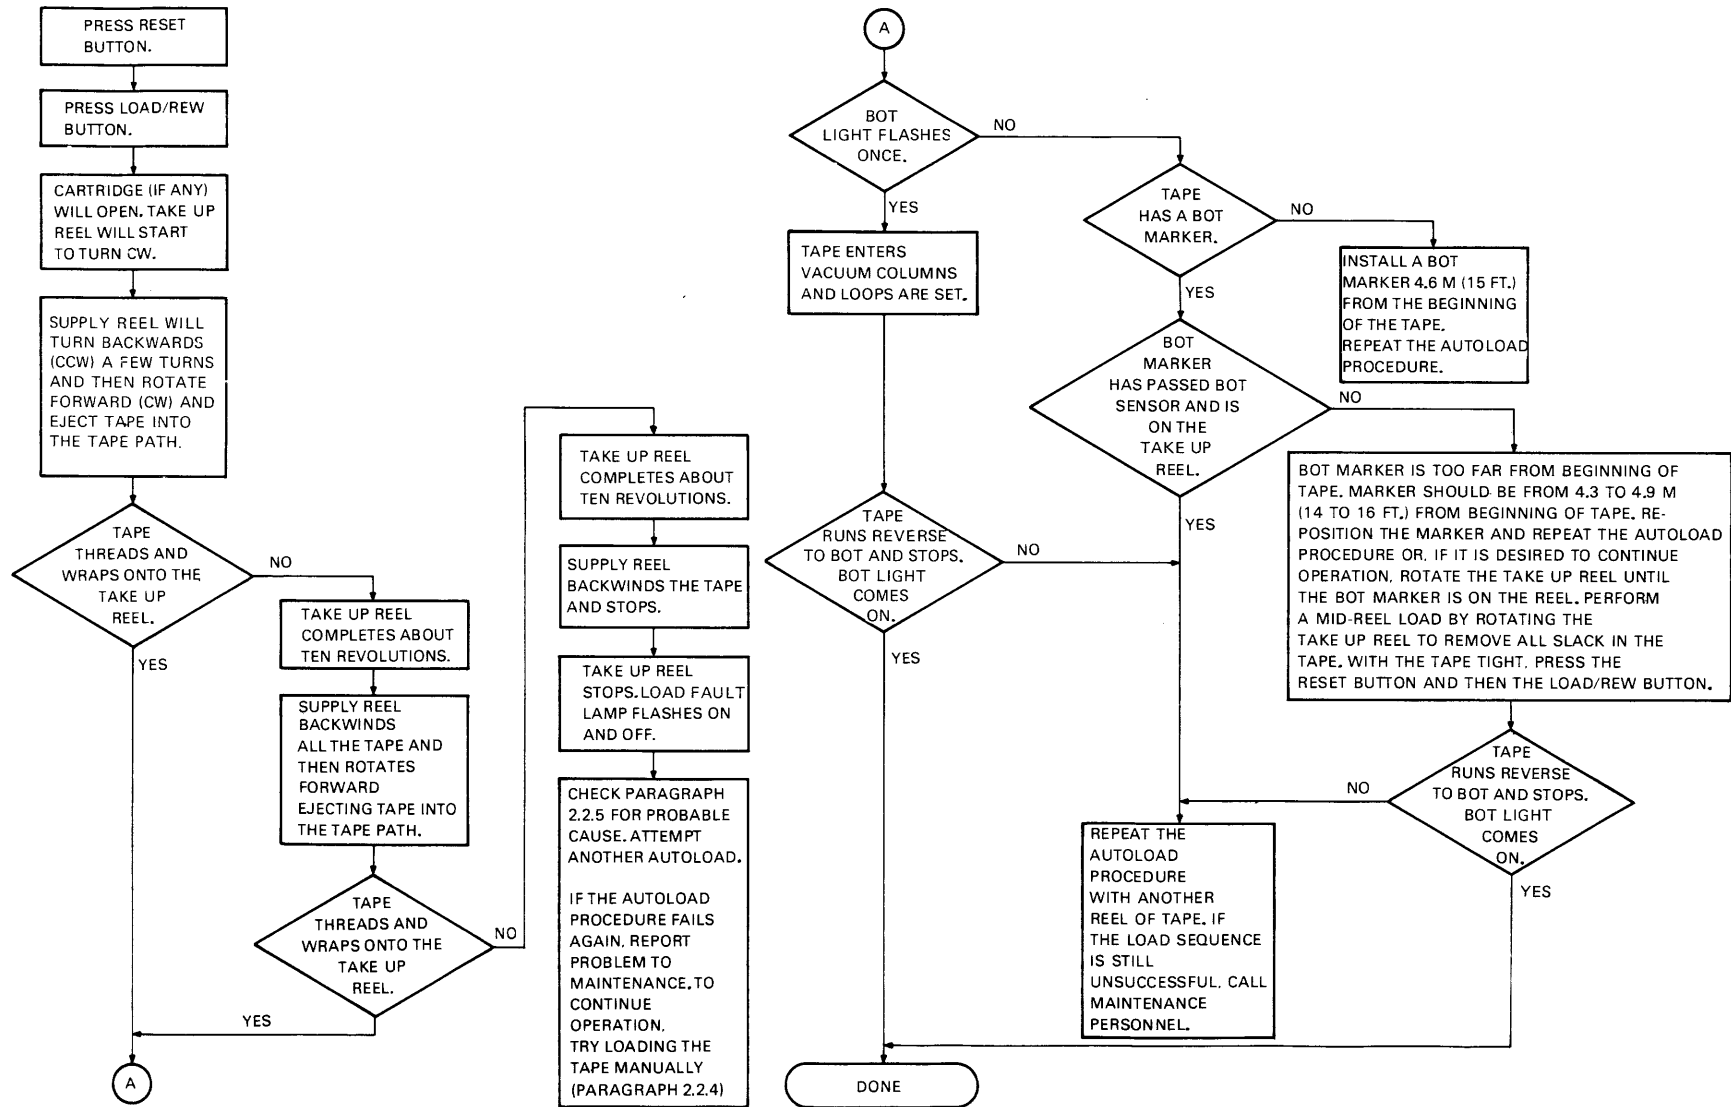 PRESS RESET
BUTTON.
PRESS LOAD/REW
BUTTON.
CARTRIDGE (IF ANY)
WILL OPEN. TAKE UP
REEL WILL START
TO TURN CW.
SUPPLY REEL WILL
TURN BACKWARDS
(CCW) A FEW TURNS
AND THEN ROTATE
FORWARD (CW) AND
EJECT TAPE INTO
THE TAPE PATH.
TAPE
THREADS AND
WRAPS ONTO THE
TAKE UP
REEL.
NO
YES
TAKE UP REEL
COMPLETES ABOUT
TEN REVOLUTIONS.
SUPPLY REEL
BACKWINDS
ALL THE TAPE AND
THEN ROTATES
FORWARD
EJECTING TAPE INTO
THE TAPE PATH.
TAPE
THREADS AND
WRAPS ONTO THE
TAKE UP
REEL.
NO
YES
A
TAKE UP REEL
COMPLETES ABOUT
TEN REVOLUTIONS.
SUPPLY REEL
BACKWINDS THE TAPE
AND STOPS.
TAKE UP REEL
STOPS. LOAD FAULT
LAMP FLASHES ON
AND OFF.
CHECK PARAGRAPH
2.2.5 FOR PROBABLE
CAUSE. ATTEMPT
ANOTHER AUTOLOAD.
IF THE AUTOLOAD
PROCEDURE FAILS
AGAIN, REPORT
PROBLEM TO
MAINTENANCE. TO
CONTINUE
OPERATION,
TRY LOADING THE
TAPE MANUALLY
(PARAGRAPH 2.2.4)
A
BOT
LIGHT FLASHES
ONCE.
NO
YES
TAPE ENTERS
VACUUM COLUMNS
AND LOOPS ARE SET.
TAPE
RUNS REVERSE
TO BOT AND STOPS.
BOT LIGHT
COMES
ON.
NO
YES
TAPE
HAS A BOT
MARKER.
NO
YES
INSTALL A BOT
MARKER 4.6 M (15 FT.)
FROM THE BEGINNING
OF THE TAPE.
REPEAT THE AUTOLOAD
PROCEDURE.
BOT
MARKER
HAS PASSED BOT
SENSOR AND IS
ON THE
TAKE UP
REEL.
NO
YES
BOT MARKER IS TOO FAR FROM BEGINNING OF
TAPE. MARKER SHOULD BE FROM 4.3 TO 4.9 M
(14 TO 16 FT.) FROM BEGINNING OF TAPE. RE-
POSITION THE MARKER AND REPEAT THE AUTOLOAD
PROCEDURE OR, IF IT IS DESIRED TO CONTINUE
OPERATION, ROTATE THE TAKE UP REEL UNTIL
THE BOT MARKER IS ON THE REEL. PERFORM
A MID-REEL LOAD BY ROTATING THE
TAKE UP REEL TO REMOVE ALL SLACK IN THE
TAPE. WITH THE TAPE TIGHT, PRESS THE
RESET BUTTON AND THEN THE LOAD/REW BUTTON.
TAPE
RUNS REVERSE
TO BOT AND STOPS.
BOT LIGHT
COMES
ON.
NO
YES
REPEAT THE
AUTOLOAD
PROCEDURE
WITH ANOTHER
REEL OF TAPE. IF
THE LOAD SEQUENCE
IS STILL
UNSUCCESSFUL, CALL
MAINTENANCE
PERSONNEL.
DONE